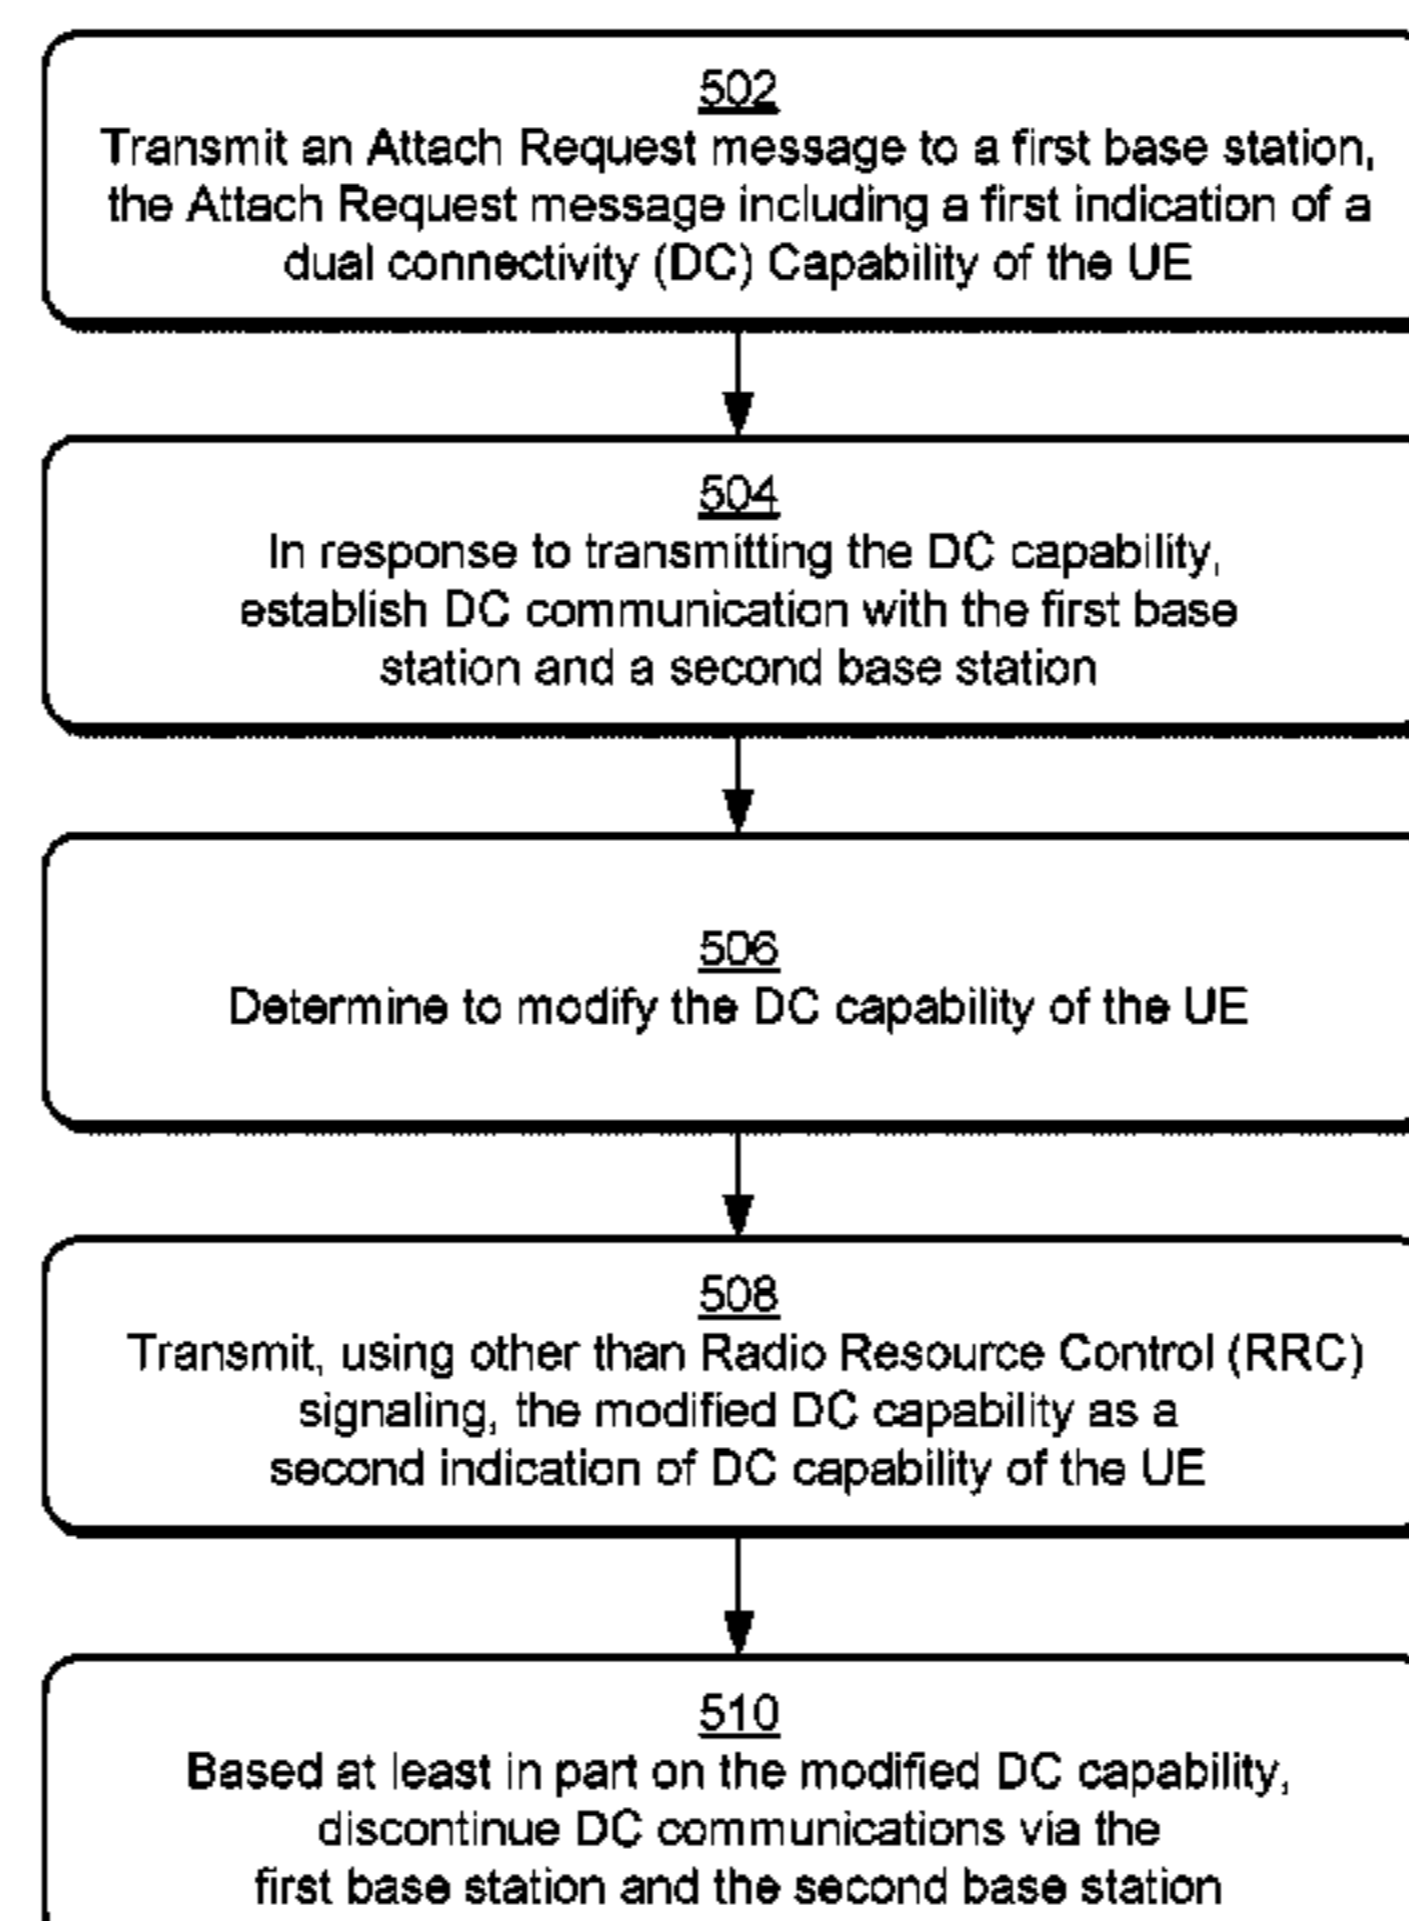 502
Transmit an Attach Request message to a first base station,
the Attach Request message including a first indication of a
dual connectivity (DC) Capability of the UE
504
In response to transmitting the DC capability,
establish DC communication with the first base
station and a second base station
506
Determine to modify the DC capability of the UE
508
Transmit, using other than Radio Resource Control (RRC)
signaling, the modified DC capability as a
second indication of DC capability of the UE
510
Based at least in part on the modified DC capability,
discontinue DC communications via the
first base station and the second base station